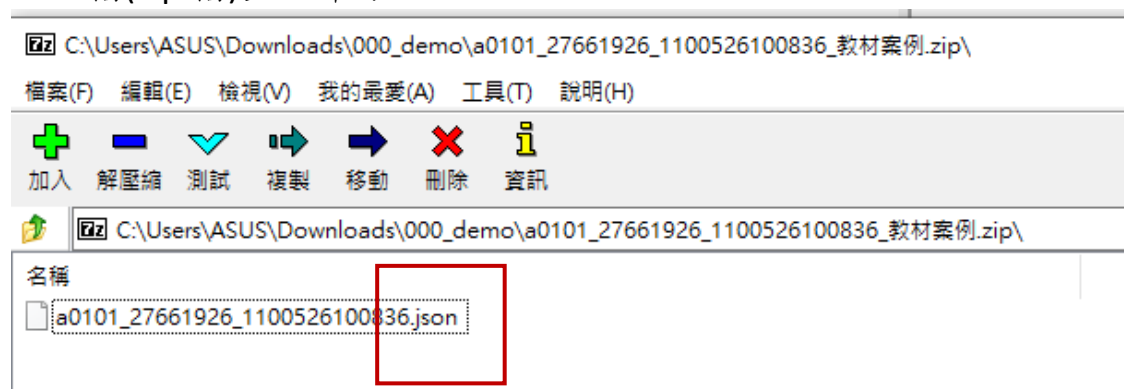 C:\Users\ASUS\Downloads\000_demo\a0101_27661926_1100526100836_教材案例.zip\
檔案(F) 編輯(E) 檢視(V) 我的最愛(A) 工具(T) 說明(H)
加入 解壓縮 測試 複製 移動 刪除 資訊
C:\Users\ASUS\Downloads\000_demo\a0101_27661926_1100526100836_教材案例.zip\
名稱
a0101_27661926_1100526100836.json